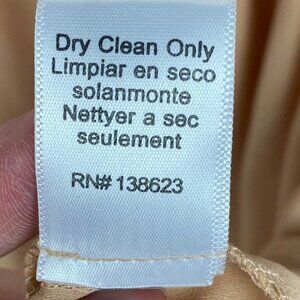 Dry Clean Only
Limpiar en seco
solanmonte
Nettyer a sec
seulement
RN# 138623